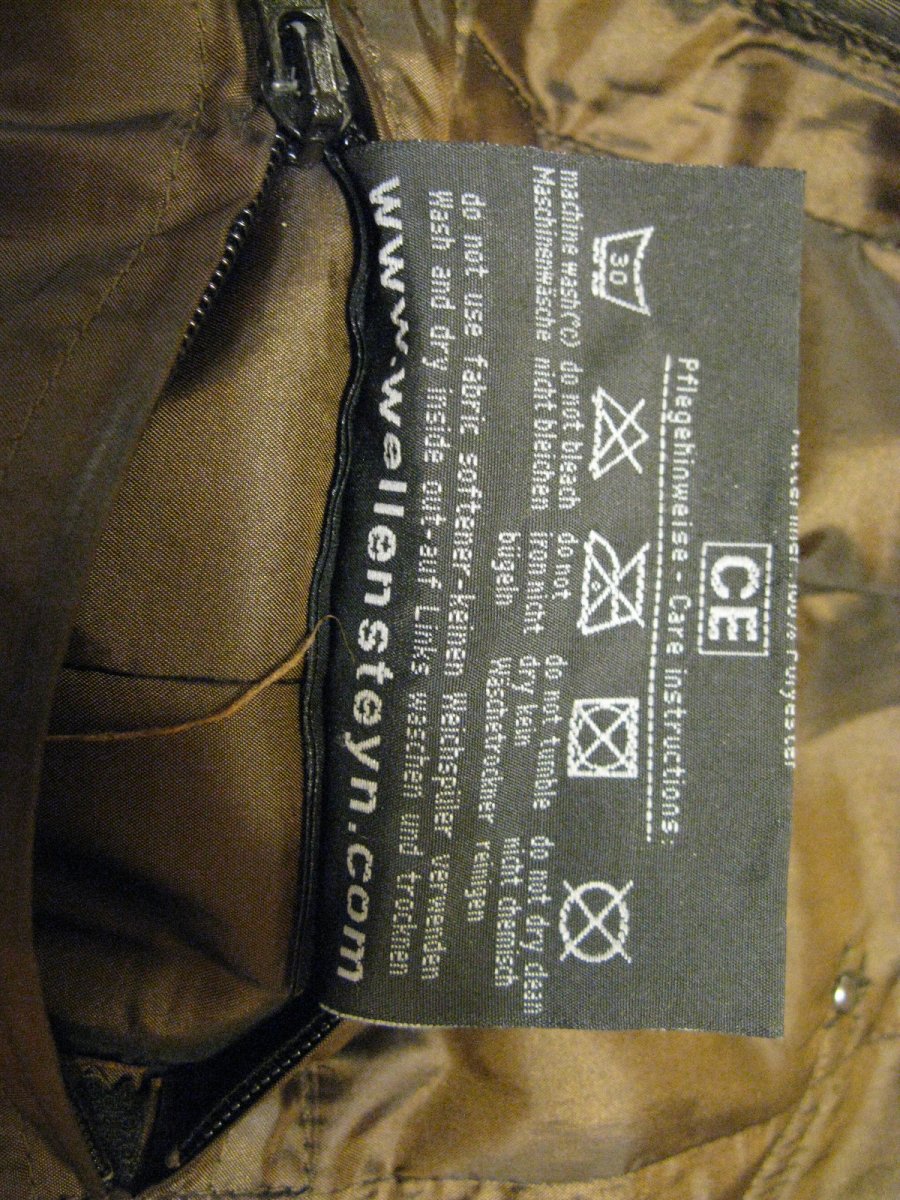 100% Polyester
CE
Pflegehinweise - Care instructions:
30
machine wash(°C) do not bleach do not do not tumble do not dry clean
Maschinenwäsche nicht bleichen iron nicht dry kein nicht chemisch
bügeln Wäschetrockner reinigen
do not use fabric softener-keinen Weichspüler verwenden
Wash and dry inside out-auf Links waschen und trocknen
www.wellensteyn.com